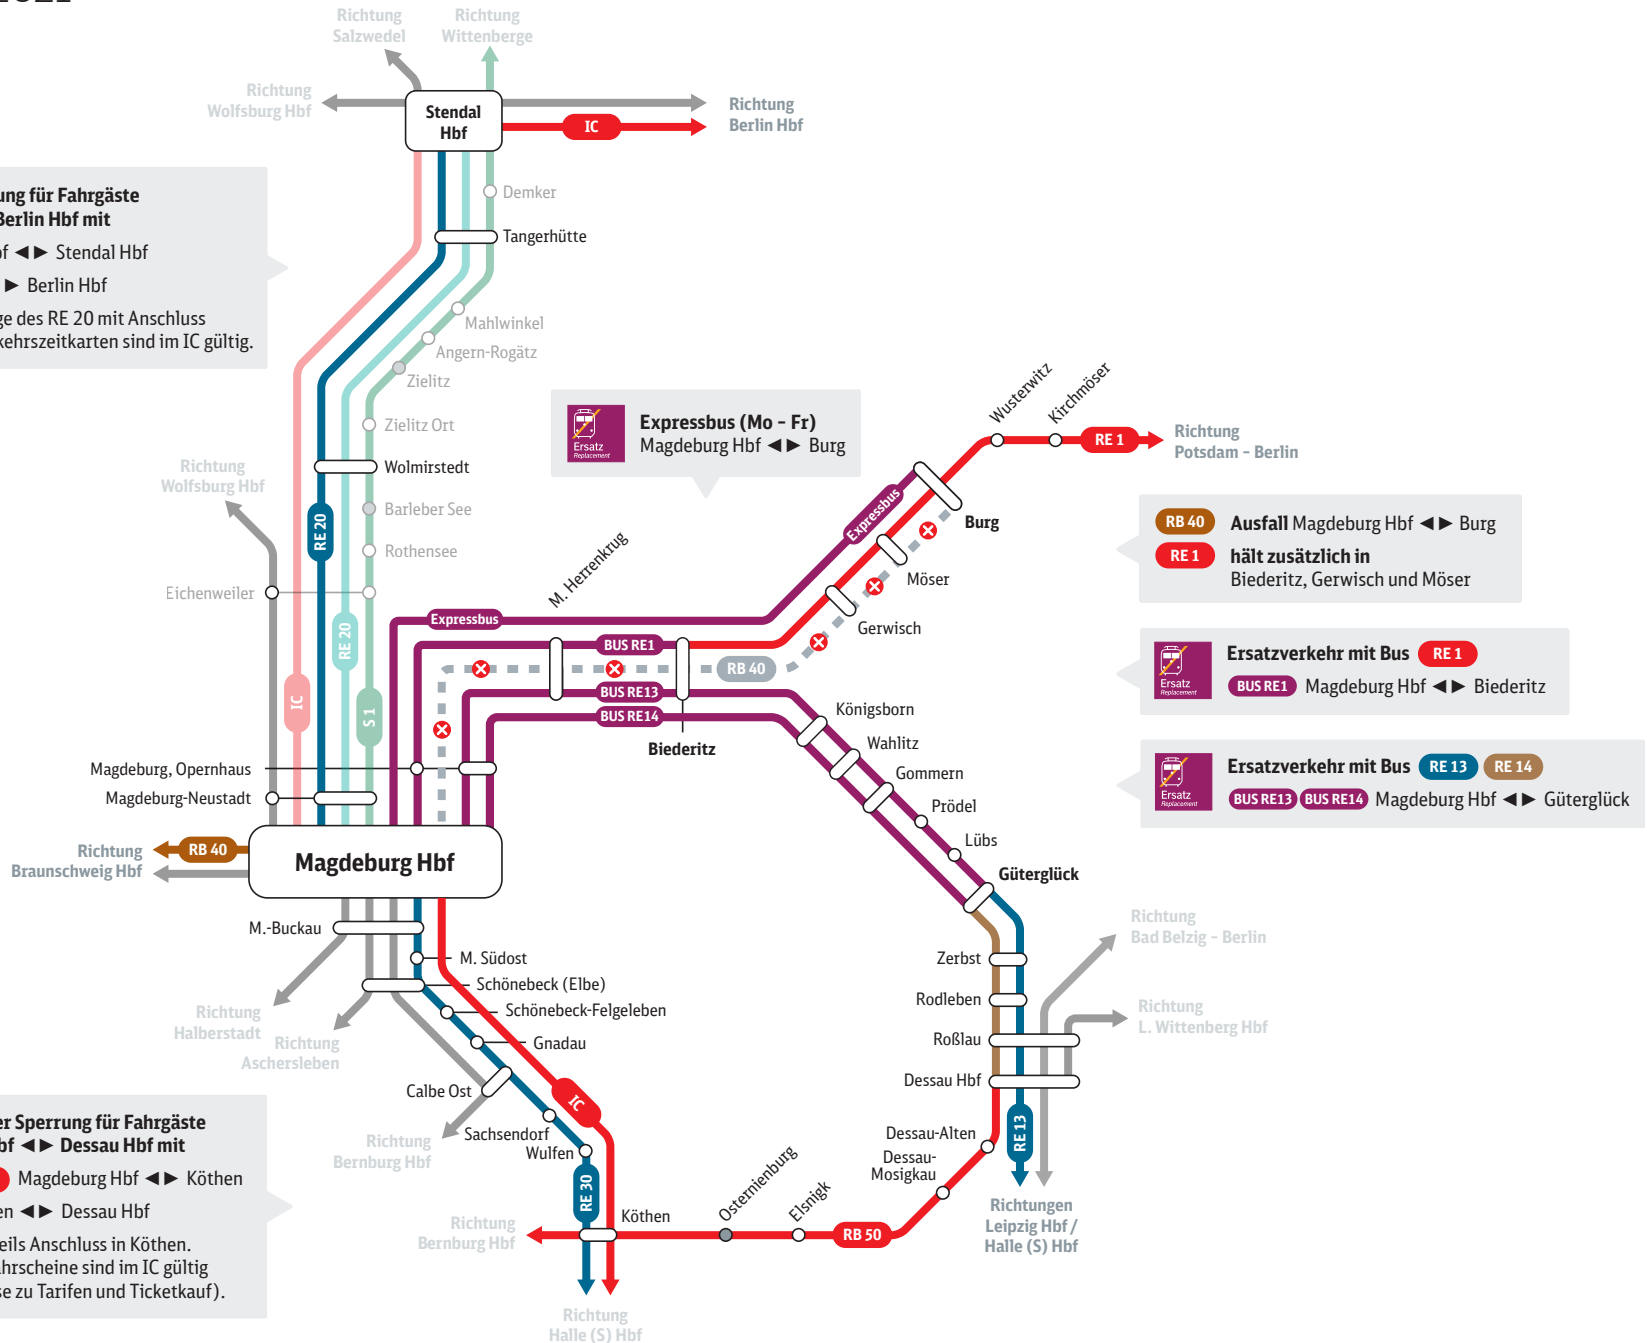 Richtung
Salzwedel
Richtung
Wittenberge
Richtung
Wolfsburg Hbf
Stendal
Hbf
Richtung
Berlin Hbf
IC
Demker
Tangerhütte
für Fahrgäste
Berlin Hbf mit
◄► Stendal Hbf
► Berlin Hbf
des RE 20 mit Anschluss
sind im IC gültig.
Mahlwinkel
Angern-Rogätz
Zielitz
Zielitz Ort
Wolmirstedt
Richtung
Wolfsburg Hbf
Barleber See
RE 20
Rothensee
Eichenweiler
RE 20
IC
S 1
Ersatz
Replacement
Expressbus (Mo – Fr)
Magdeburg Hbf ◄► Burg
Wusterwitz
Kirchmöser
RE 1
Richtung
Potsdam – Berlin
Expressbus
Burg
Möser
Gerwisch
M. Herrenkrug
Expressbus
BUS RE1
RB 40
BUS RE13
BUS RE14
Biederitz
RB 40 Ausfall Magdeburg Hbf ◄► Burg
RE 1 hält zusätzlich in
Biederitz, Gerwisch und Möser
Ersatz
Replacement
Ersatzverkehr mit Bus RE 1
BUS RE1 Magdeburg Hbf ◄► Biederitz
Ersatz
Replacement
Ersatzverkehr mit Bus RE 13 RE 14
BUS RE13 BUS RE14 Magdeburg Hbf ◄► Güterglück
Königsborn
Wahlitz
Gommern
Prödel
Lübs
Güterglück
Magdeburg, Opernhaus
Magdeburg-Neustadt
Magdeburg Hbf
RB 40
Richtung
Braunschweig Hbf
M.-Buckau
M. Südost
Schönebeck (Elbe)
Schönebeck-Felgeleben
Gnadau
Calbe Ost
Sachsendorf
Wulfen
Richtung
Halberstadt
Richtung
Aschersleben
Richtung
Bernburg Hbf
IC
RE 30
Köthen
Richtung
Bernburg Hbf
Richtung
Halle (S) Hbf
Osternienburg
Elsnigk
RB 50
Dessau-
Mosigkau
Dessau-Alten
Zerbst
Rodleben
Roßlau
Dessau Hbf
RE 13
Richtungen
Leipzig Hbf /
Halle (S) Hbf
Richtung
Bad Belzig – Berlin
Richtung
L. Wittenberg Hbf
Sperrung für Fahrgäste
◄► Dessau Hbf mit
Magdeburg Hbf ◄► Köthen
◄► Dessau Hbf
Anschluss in Köthen.
sind im IC gültig
zu Tarifen und Ticketkauf).